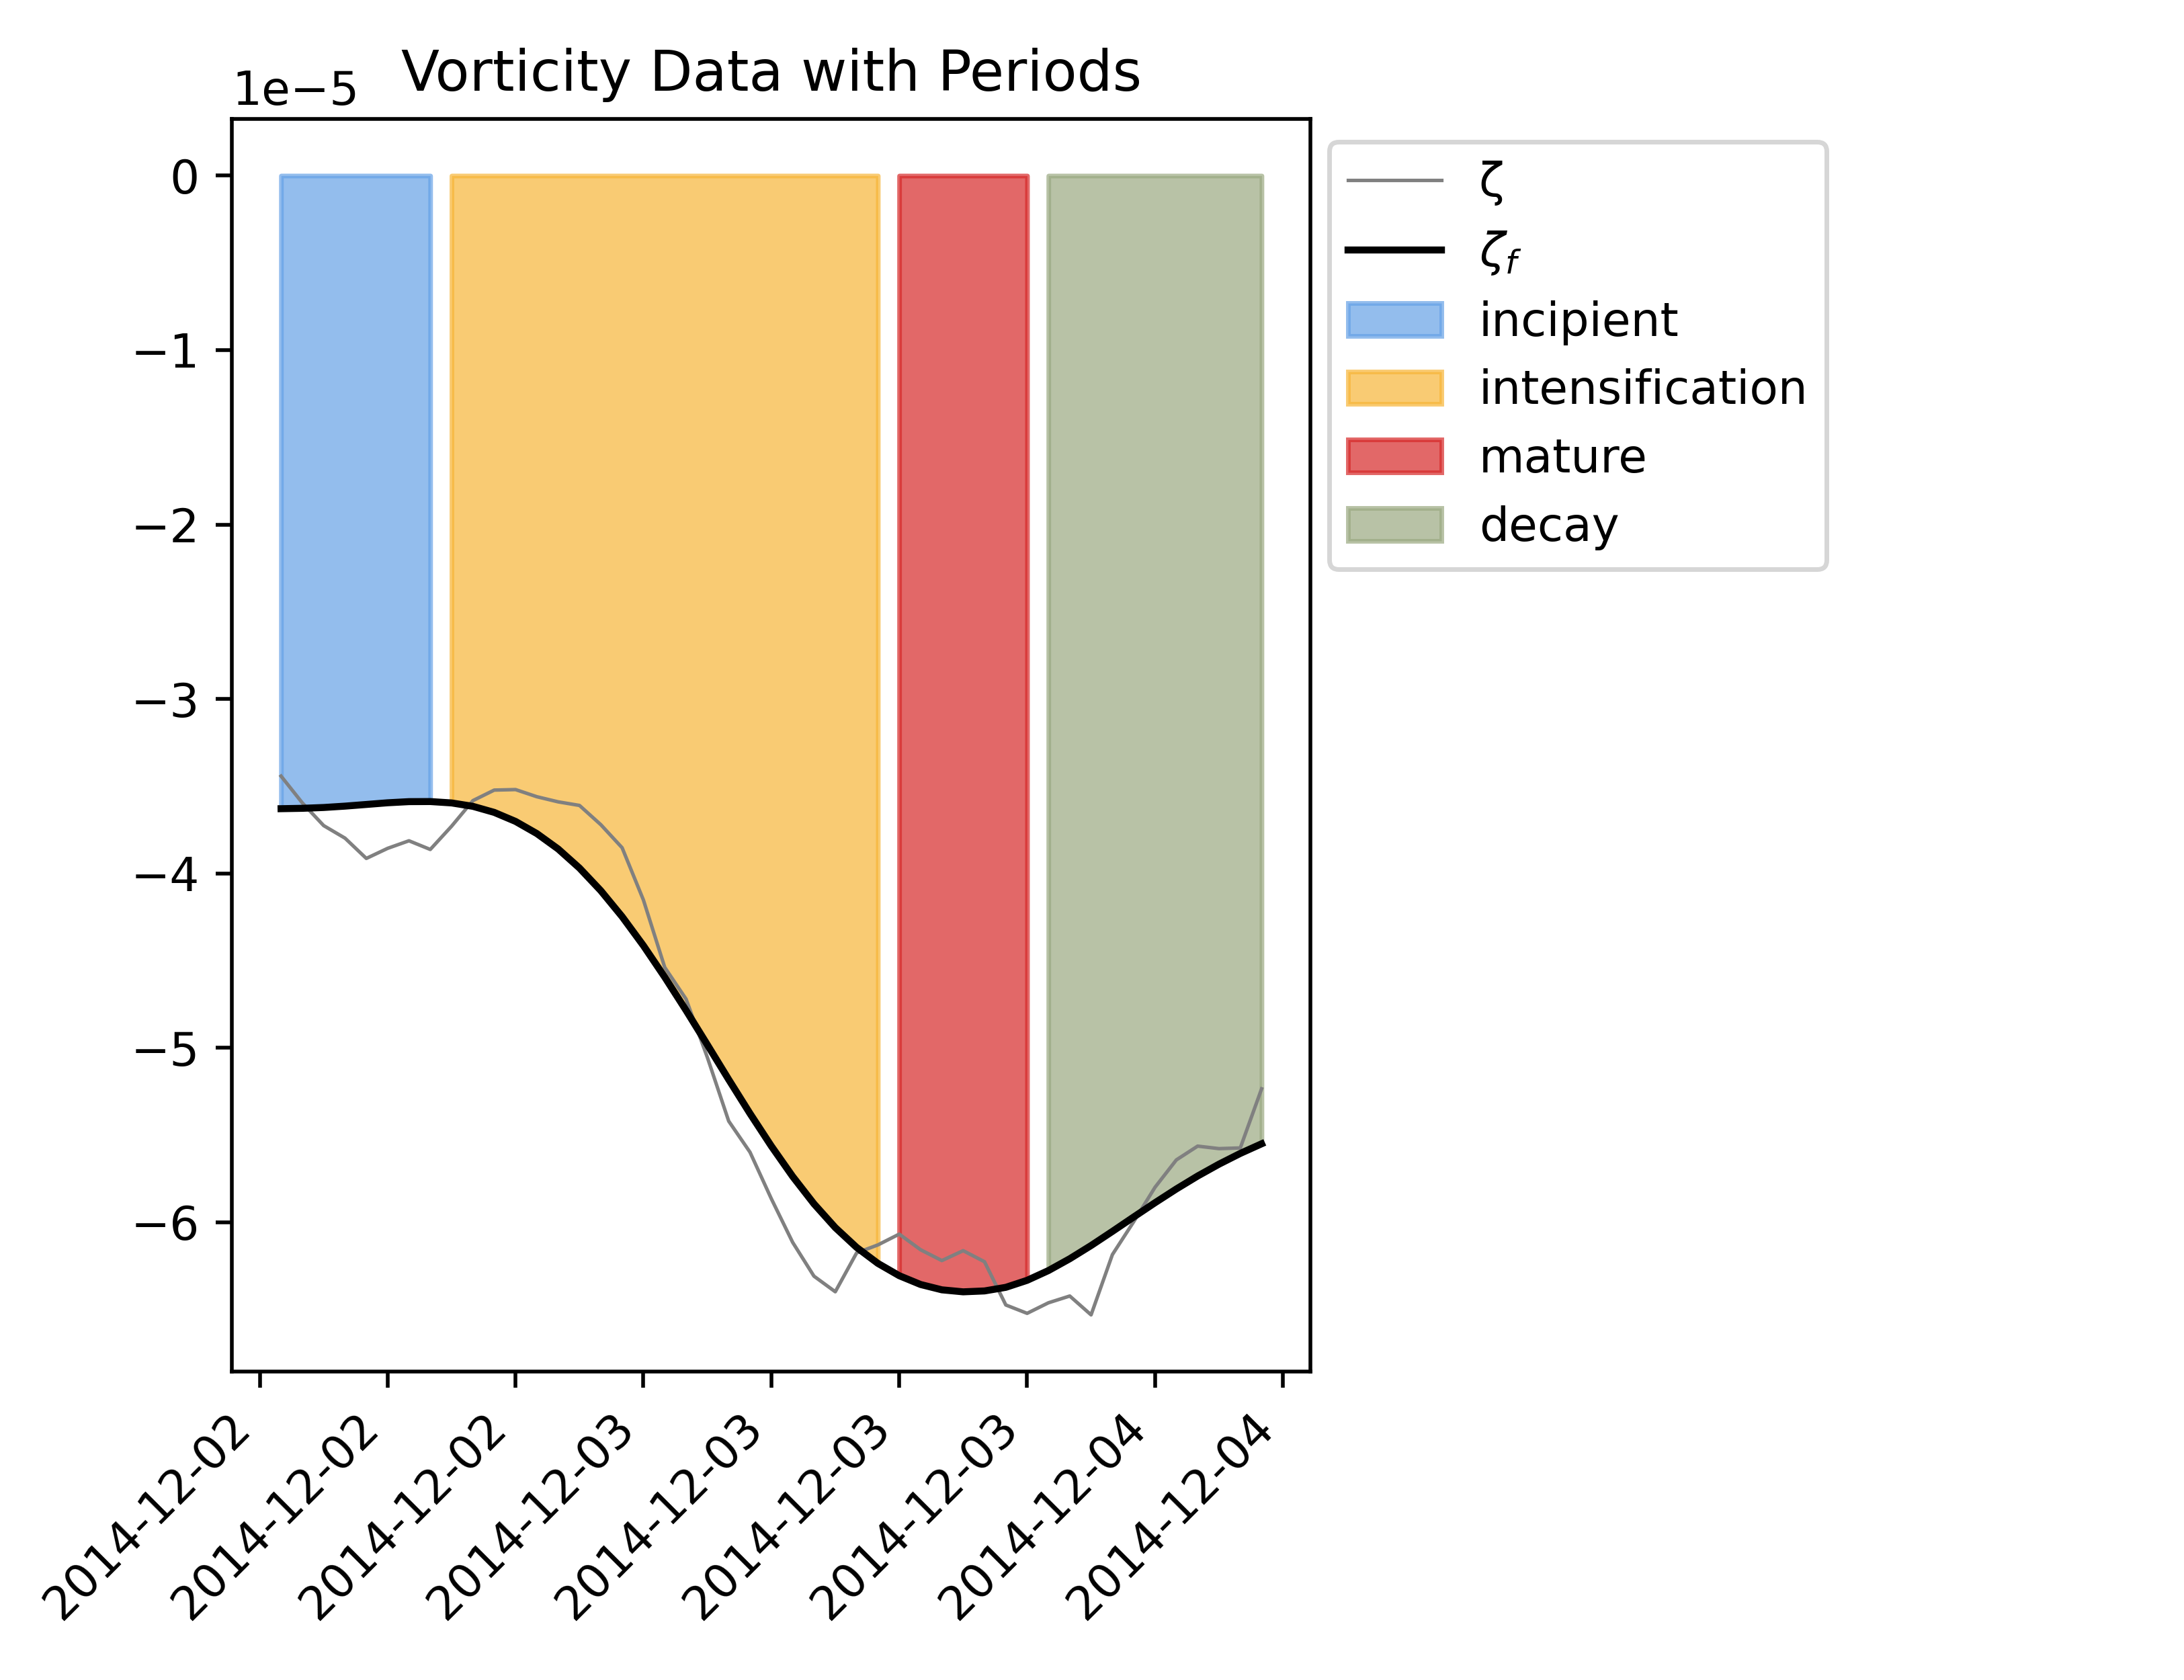 Vorticity Data with Periods
1e−5
0
−1
−2
−3
−4
−5
−6
2014-12-02
2014-12-02
2014-12-02
2014-12-03
2014-12-03
2014-12-03
2014-12-03
2014-12-04
2014-12-04
ζ
ζf
incipient
intensification
mature
decay